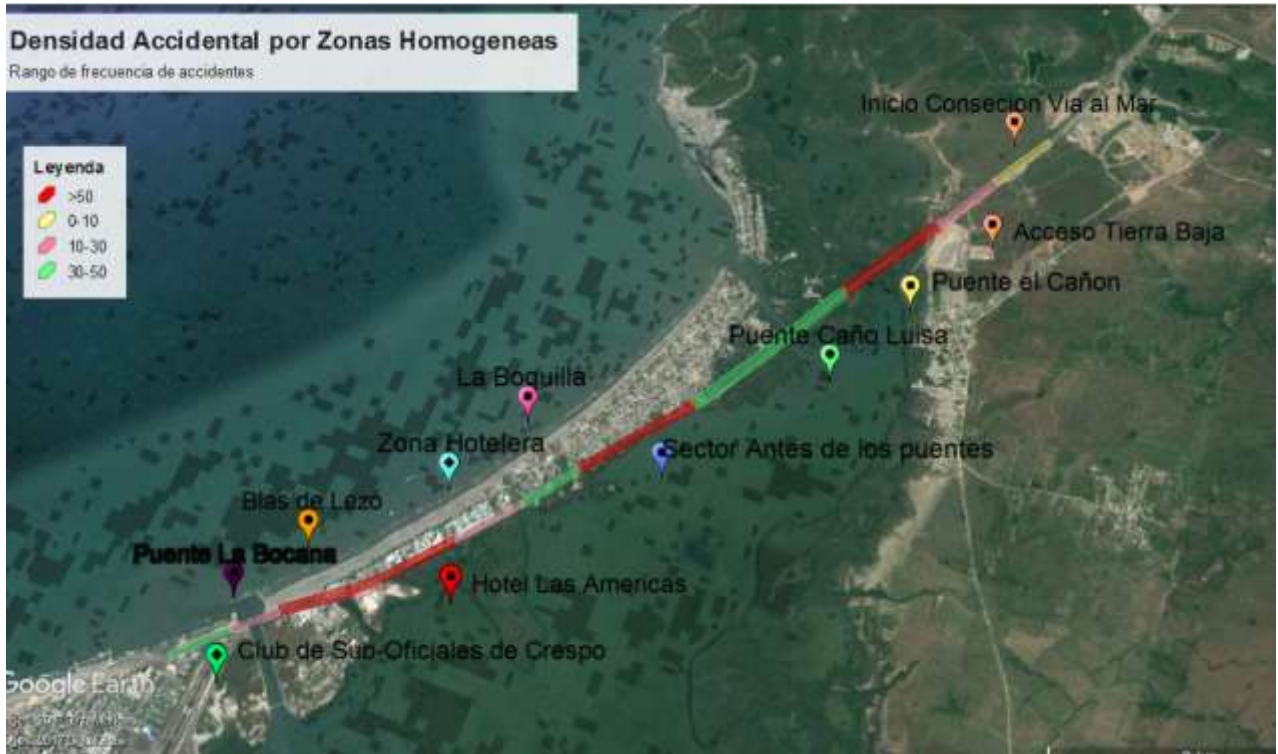 Densidad Accidental por Zonas Homogeneas
Rango de frecuencia de accidentes
Inicio Consecion Via al Mar
Leyenda
>50
0-10
10-30
30-50
Acceso Tierra Baja
Puente el Cañon
Puente Caño Luisa
La Boquilla
Zona Hotelera
Sector Antes de los puentes
Blas de Lezo
Puente La Bocana
Hotel Las Americas
Club de Sub-Oficiales de Crespo
Google Earth